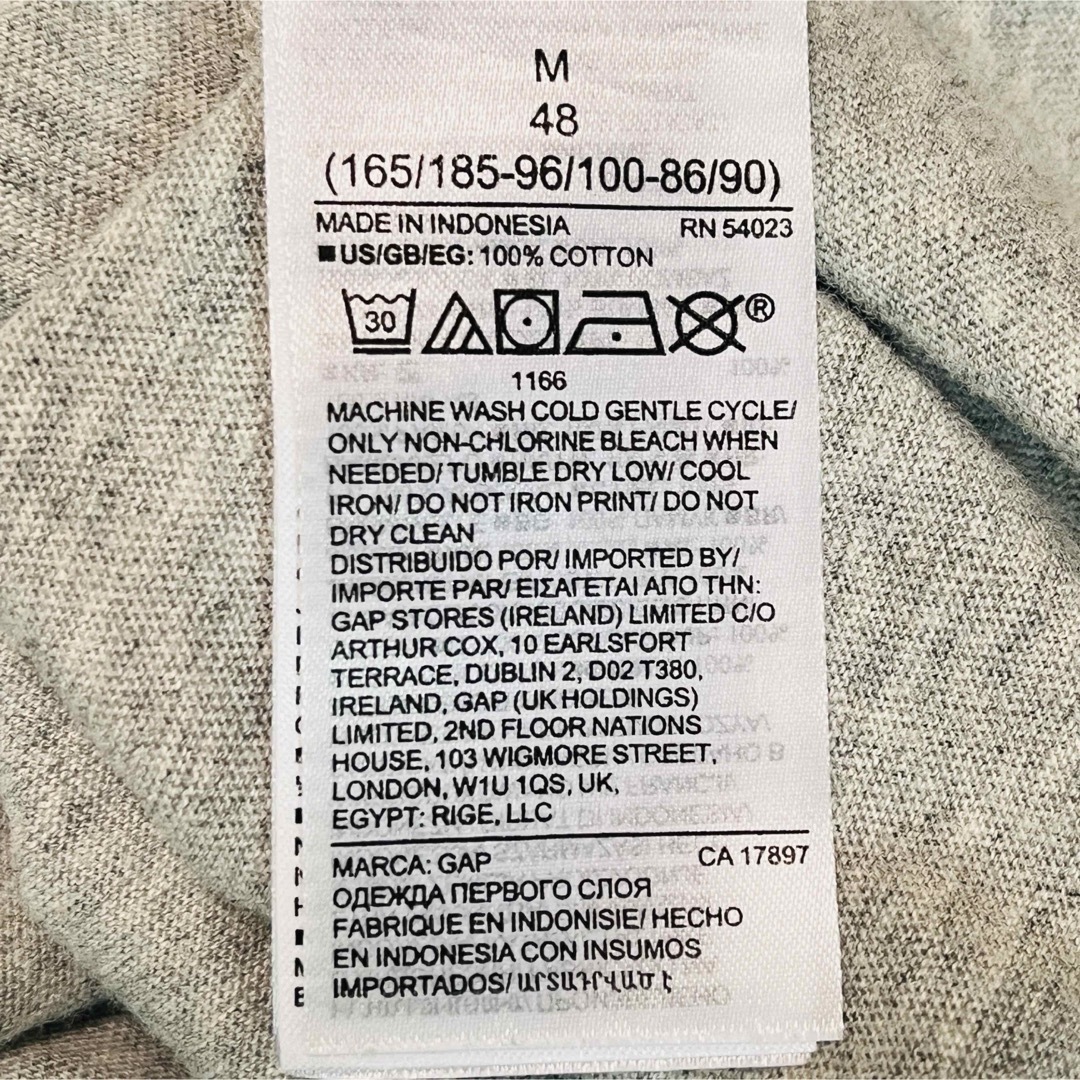 M
48
(165/185-96/100-86/90)
MADE IN INDONESIA RN 54023
US/GB/EG: 100% COTTON
30 ®
1166
MACHINE WASH COLD GENTLE CYCLE/
ONLY NON-CHLORINE BLEACH WHEN
NEEDED/ TUMBLE DRY LOW/ COOL
IRON/ DO NOT IRON PRINT/ DO NOT
DRY CLEAN
DISTRIBUIDO POR/ IMPORTED BY/
IMPORTE PAR/ ΕΙΣΑΓΕΤΑΙ ΑΠΟ ΤΗΝ:
GAP STORES (IRELAND) LIMITED C/O
ARTHUR COX, 10 EARLSFORT
TERRACE, DUBLIN 2, D02 T380,
IRELAND, GAP (UK HOLDINGS)
LIMITED, 2ND FLOOR NATIONS
HOUSE, 103 WIGMORE STREET,
LONDON, W1U 1QS, UK,
EGYPT: RIGE, LLC
MARCA: GAP CA 17897
ОДЕЖДА ПЕРВОГО СЛОЯ
FABRIQUE EN INDONISIE/ HECHO
EN INDONESIA CON INSUMOS
IMPORTADOS/ ԱՐՏԱԴՐՎԱԾ Է